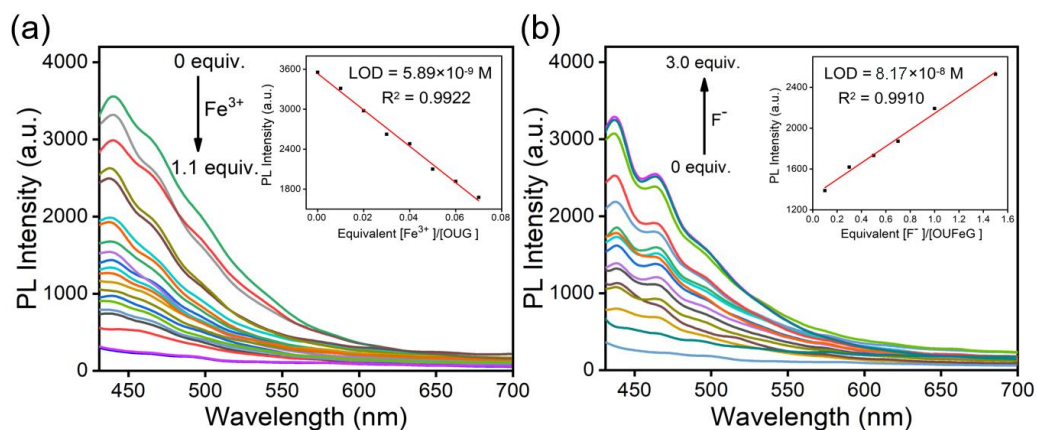 (a)
PL Intensity (a.u.)
4000
3000
2000
1000
0
450
500
550
600
650
700
Wavelength (nm)
0 equiv.
Fe³⁺
1.1 equiv.
PL Intensity (a.u.)
3600
3000
2400
1800
0.00
0.02
0.04
0.06
0.08
Equivalent [Fe³⁺]/[OUG ]
LOD = 5.89×10⁻⁹ M
R² = 0.9922
(b)
PL Intensity (a.u.)
4000
3000
2000
1000
0
450
500
550
600
650
700
Wavelength (nm)
3.0 equiv.
F⁻
0 equiv.
PL Intensity (a.u.)
2400
2000
1600
1200
0.0
0.2
0.4
0.6
0.8
1.0
1.2
1.4
1.6
Equivalent [F⁻]/[OUFeG ]
LOD = 8.17×10⁻⁸ M
R² = 0.9910